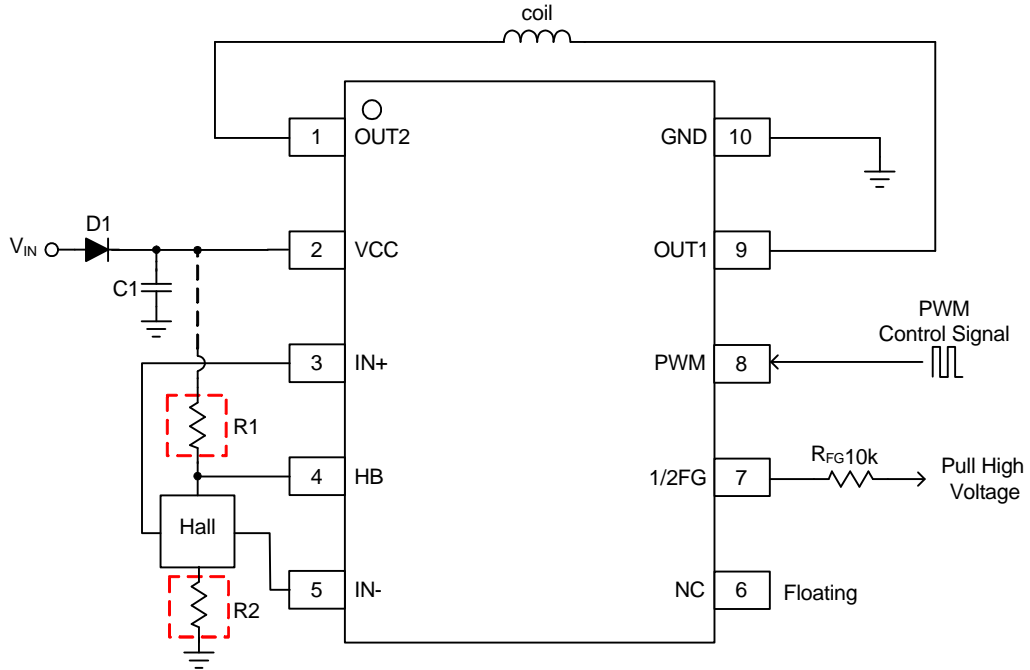 coil
1
OUT2
GND
10
D1
VIN
2
VCC
OUT1
9
C1
PWM
Control Signal
3
IN+
PWM
8
R1
RFG10k
Pull High
Voltage
4
HB
1/2FG
7
Hall
5
IN-
NC
6
Floating
R2